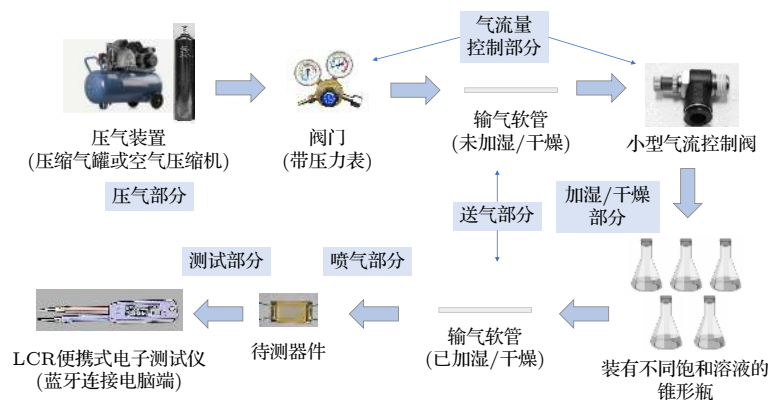 气流量
控制部分
压气装置
(压缩气罐或空气压缩机)
阀门
(带压力表)
输气软管
(未加湿/干燥)
小型气流控制阀
压气部分
送气部分
加湿/干燥
部分
测试部分
喷气部分
LCR便携式电子测试仪
(蓝牙连接电脑端)
待测器件
输气软管
(已加湿/干燥)
装有不同饱和溶液的
锥形瓶